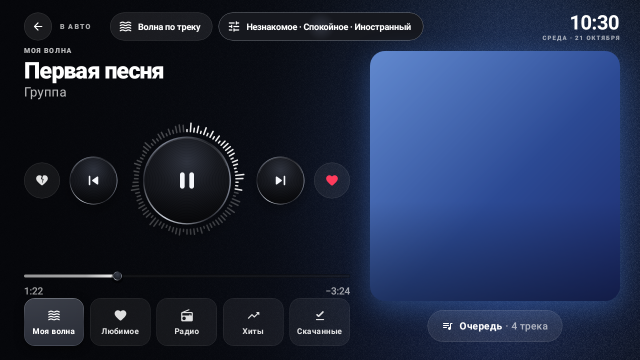 В АВТО
Волна по треку
Незнакомое · Спокойное · Иностранный
10:30
СРЕДА · 21 ОКТЯБРЯ
МОЯ ВОЛНА
Первая песня
Группа
1:22
−3:24
Моя волна
Любимое
Радио
Хиты
Скачанные
Очередь · 4 трека